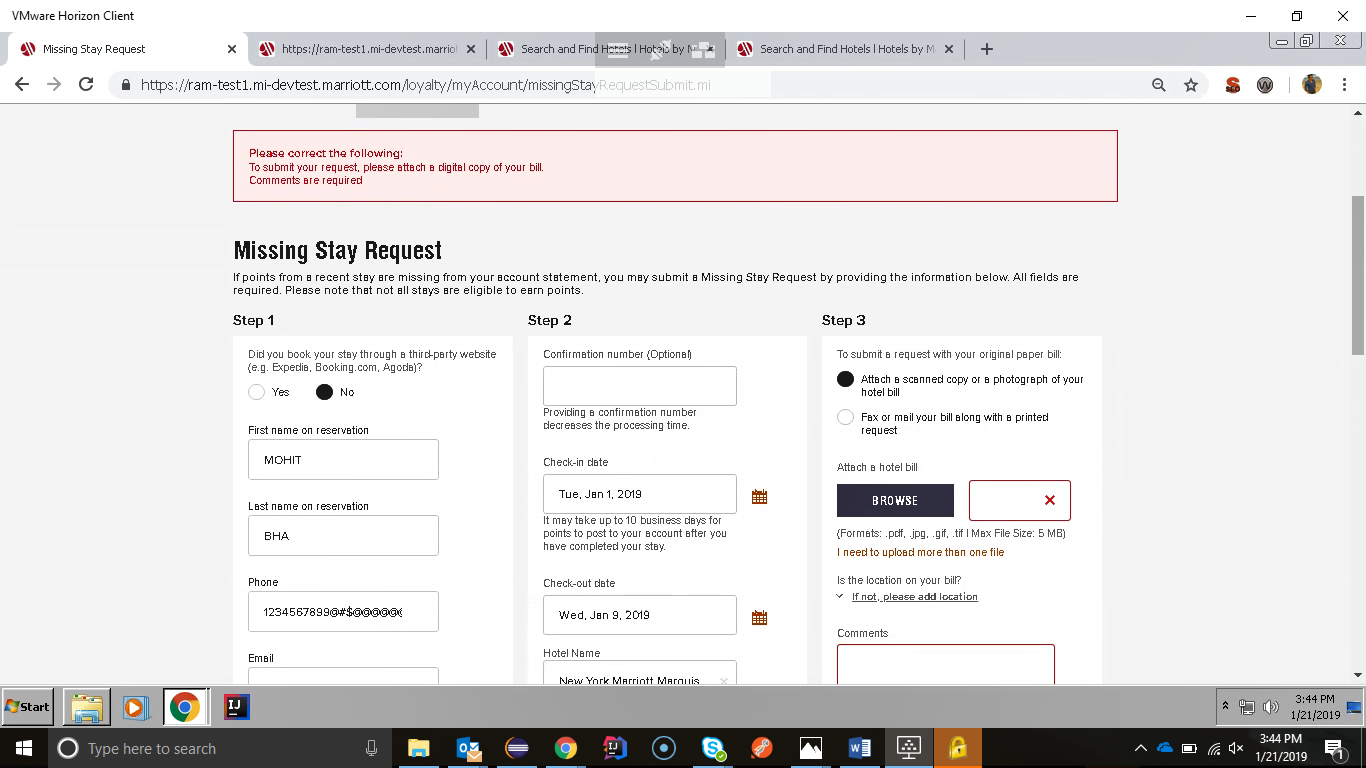 VMware Horizon Client
Missing Stay Request
https://ram-test1.mi-devtest.marriot
Search and Find Hotels | Hotels by M
Search and Find Hotels | Hotels by M
https://ram-test1.mi-devtest.marriott.com/loyalty/myAccount/missingStayRequestSubmit.mi
Please correct the following:
To submit your request, please attach a digital copy of your bill.
Comments are required
Missing Stay Request
If points from a recent stay are missing from your account statement, you may submit a Missing Stay Request by providing the information below. All fields are
required. Please note that not all stays are eligible to earn points.
Step 1
Did you book your stay through a third-party website
(e.g. Expedia, Booking.com, Agoda)?
Yes
No
First name on reservation
MOHIT
Last name on reservation
BHA
Phone
1234567899@#$@@@@@
Email
Step 2
Confirmation number (Optional)
Providing a confirmation number
decreases the processing time.
Check-in date
Tue, Jan 1, 2019
It may take up to 10 business days for
points to post to your account after you
have completed your stay.
Check-out date
Wed, Jan 9, 2019
Hotel Name
New York Marriott Marquis
Step 3
To submit a request with your original paper bill:
Attach a scanned copy or a photograph of your
hotel bill
Fax or mail your bill along with a printed
request
Attach a hotel bill
BROWSE
(Formats: .pdf, .jpg, .gif, .tif | Max File Size: 5 MB)
I need to upload more than one file
Is the location on your bill?
If not, please add location
Comments
Start
3:44 PM
1/21/2019
Type here to search
3:44 PM
1/21/2019